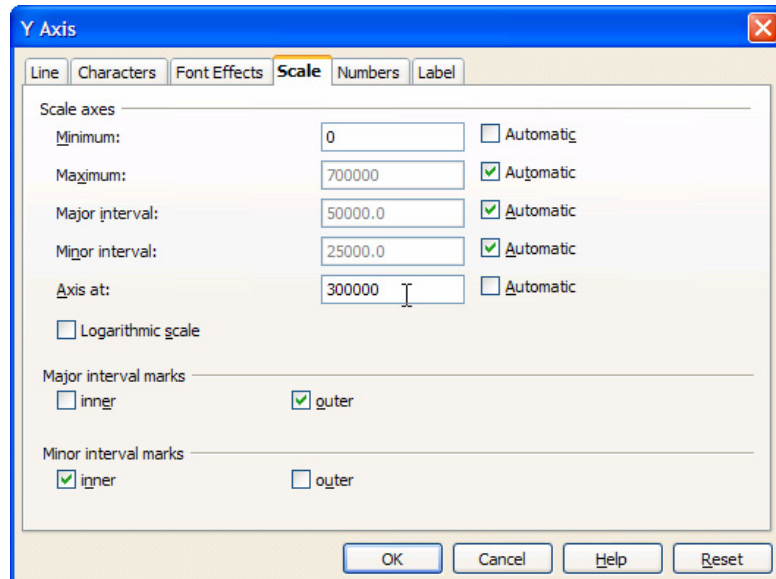 Y Axis
Line Characters Font Effects Scale Numbers Label
Scale axes
Minimum: 0 Automatic
Maximum: 700000 Automatic
Major interval: 50000.0 Automatic
Minor interval: 25000.0 Automatic
Axis at: 300000 Automatic
Logarithmic scale
Major interval marks
inner outer
Minor interval marks
inner outer
OK Cancel Help Reset